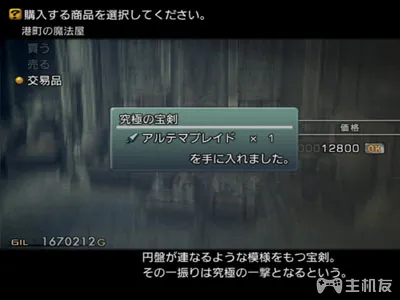 購入する商品を選択してください。
港町の魔法屋
買う
売る
交易品
究極の宝剣
アルテマブレイド × 1
を手に入れました。
価格
12800 OK
GIL 1670212G
円盤が連なるような模様をもつ宝剣。
その一振りは究極の一撃となるという。
主机友